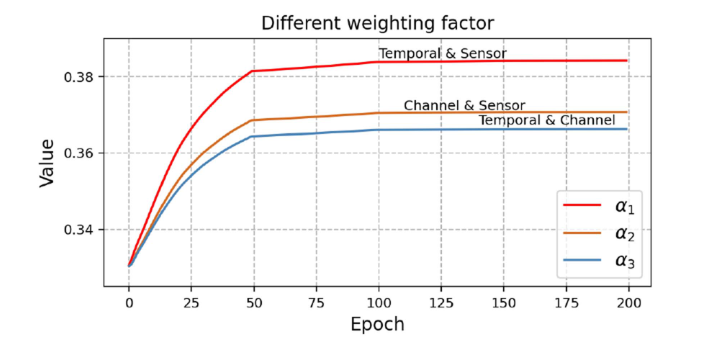 Different weighting factor
Temporal & Sensor
0.38
Channel & Sensor
Temporal & Channel
0.36
Value
α1
α2
0.34
α3
0 25 50 75 100 125 150 175 200
Epoch